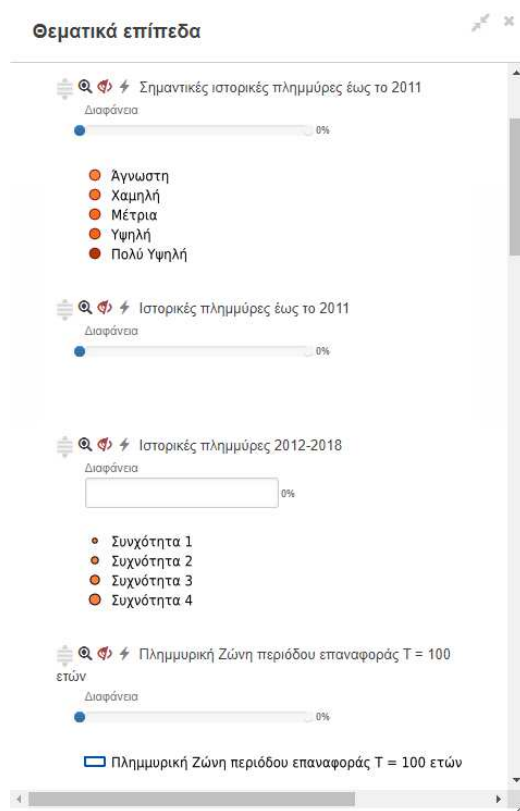 Θεματικά επίπεδα
Σημαντικές ιστορικές πλημμύρες έως το 2011
Διαφάνεια
0%
Άγνωστη
Χαμηλή
Μέτρια
Υψηλή
Πολύ Υψηλή
Ιστορικές πλημμύρες έως το 2011
Διαφάνεια
0%
Ιστορικές πλημμύρες 2012-2018
Διαφάνεια
0%
Συνχότητα 1
Συχνότητα 2
Συχνότητα 3
Συχνότητα 4
Πλημμυρική Ζώνη περιόδου επαναφοράς Τ = 100
ετών
Διαφάνεια
0%
Πλημμυρική Ζώνη περιόδου επαναφοράς Τ = 100 ετών